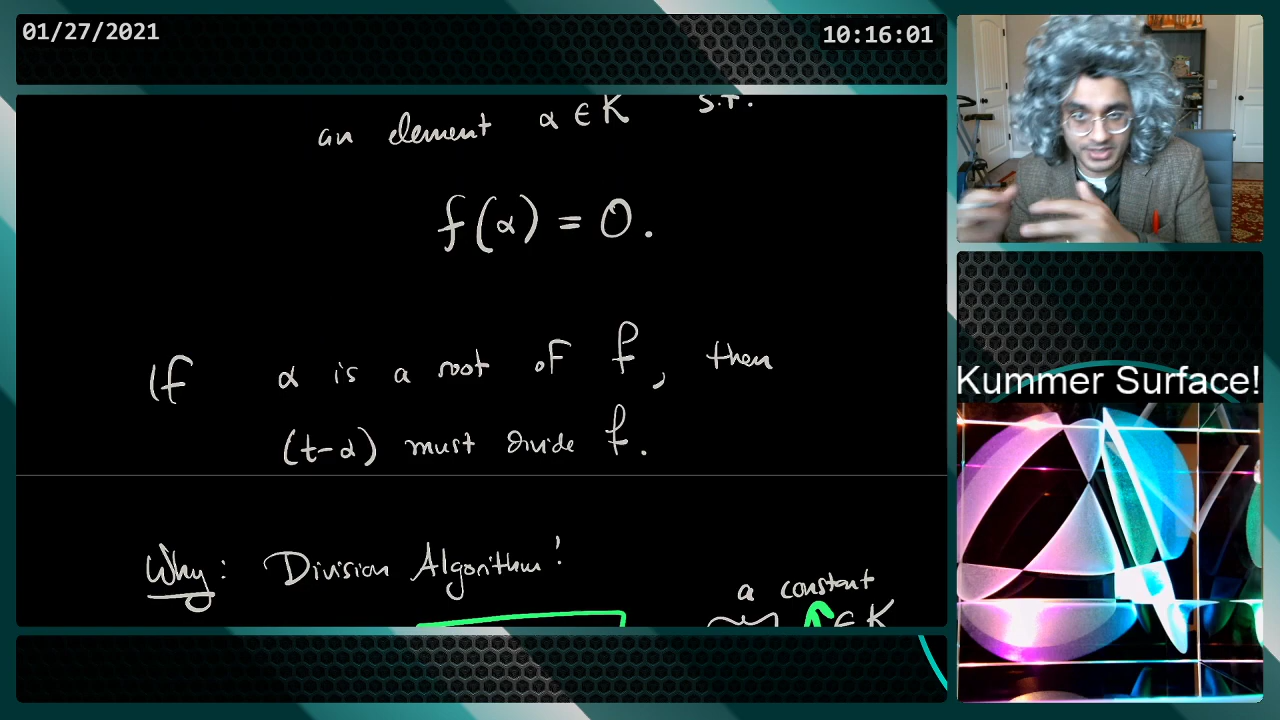 01/27/2021
10:16:01
an element α ∈ K s.t.
f(α) = 0.
If α is a root of f, then
(t-α) must divide f.
Why: Division Algorithm!
a constant
∈ K
Kummer Surface!